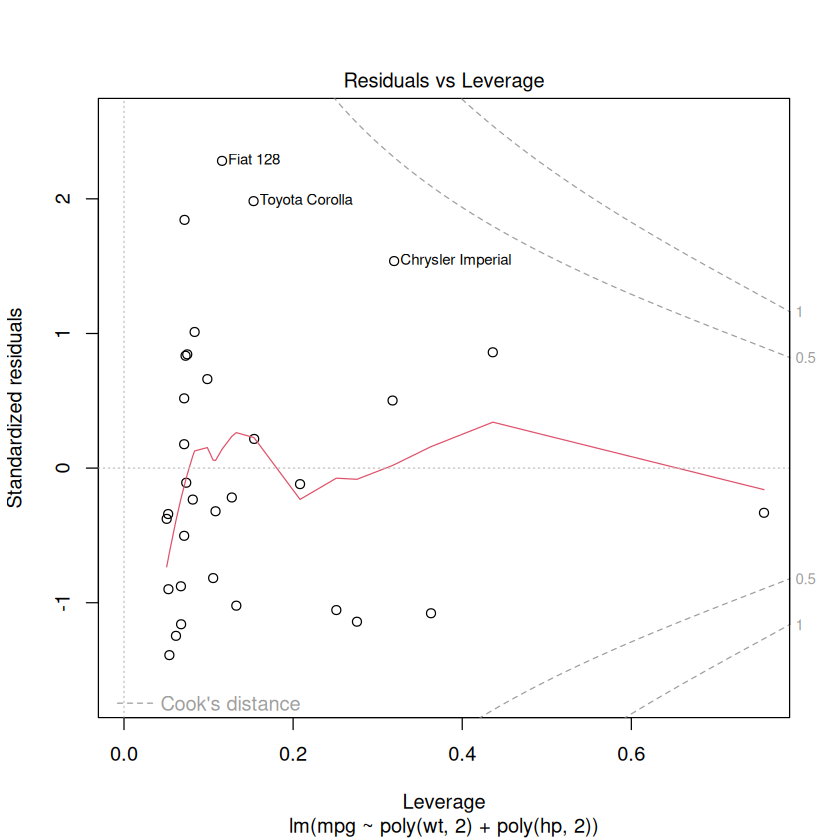 Residuals vs Leverage
Standardized residuals
2
1
0
-1
Fiat 128
Toyota Corolla
Chrysler Imperial
1
0.5
0.5
1
Cook's distance
0.0 0.2 0.4 0.6
Leverage
lm(mpg ~ poly(wt, 2) + poly(hp, 2))